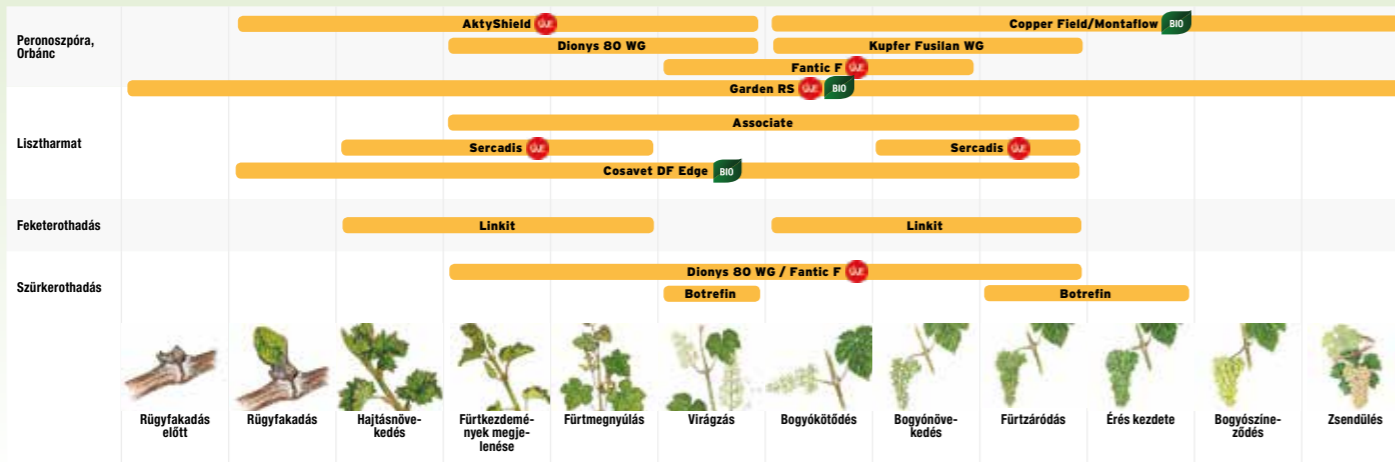 Peronoszpóra,
Orbánc
AktyShield
Copper Field/Montaflow BIO
Dionys 80 WG
Kupfer Fusilan WG
Fantic F
Garden RS BIO
Lisztharmat
Associate
Sercadis
Sercadis
Cosavet DF Edge BIO
Feketerothadás
Linkit
Linkit
Szürkerothadás
Dionys 80 WG / Fantic F
Botrefin
Botrefin
Rügyfakadás
előtt
Rügyfakadás
Hajtásnöve-
kedés
Fürtkezdemé-
nyek megje-
lenése
Fürtmegnyúlás
Virágzás
Bogyókötődés
Bogyónöve-
kedés
Fürtzáródás
Érés kezdete
Bogyószíne-
ződés
Zsendülés